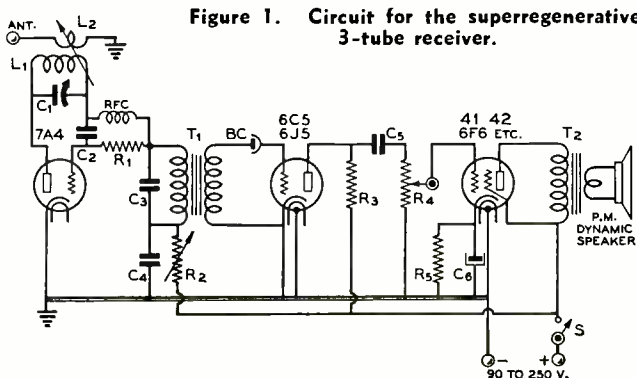 Figure 1. Circuit for the superregenerative
3-tube receiver.
ANT.
L2
L1
C1
7A4
C2
RFC
R1
T1
BC
6C5
6J5
C5
41 42
6F6 ETC.
T2
C3
R3
R4
P.M.
DYNAMIC
SPEAKER
C4
R2
R5
C6
S
-
+
90 TO 250 V.